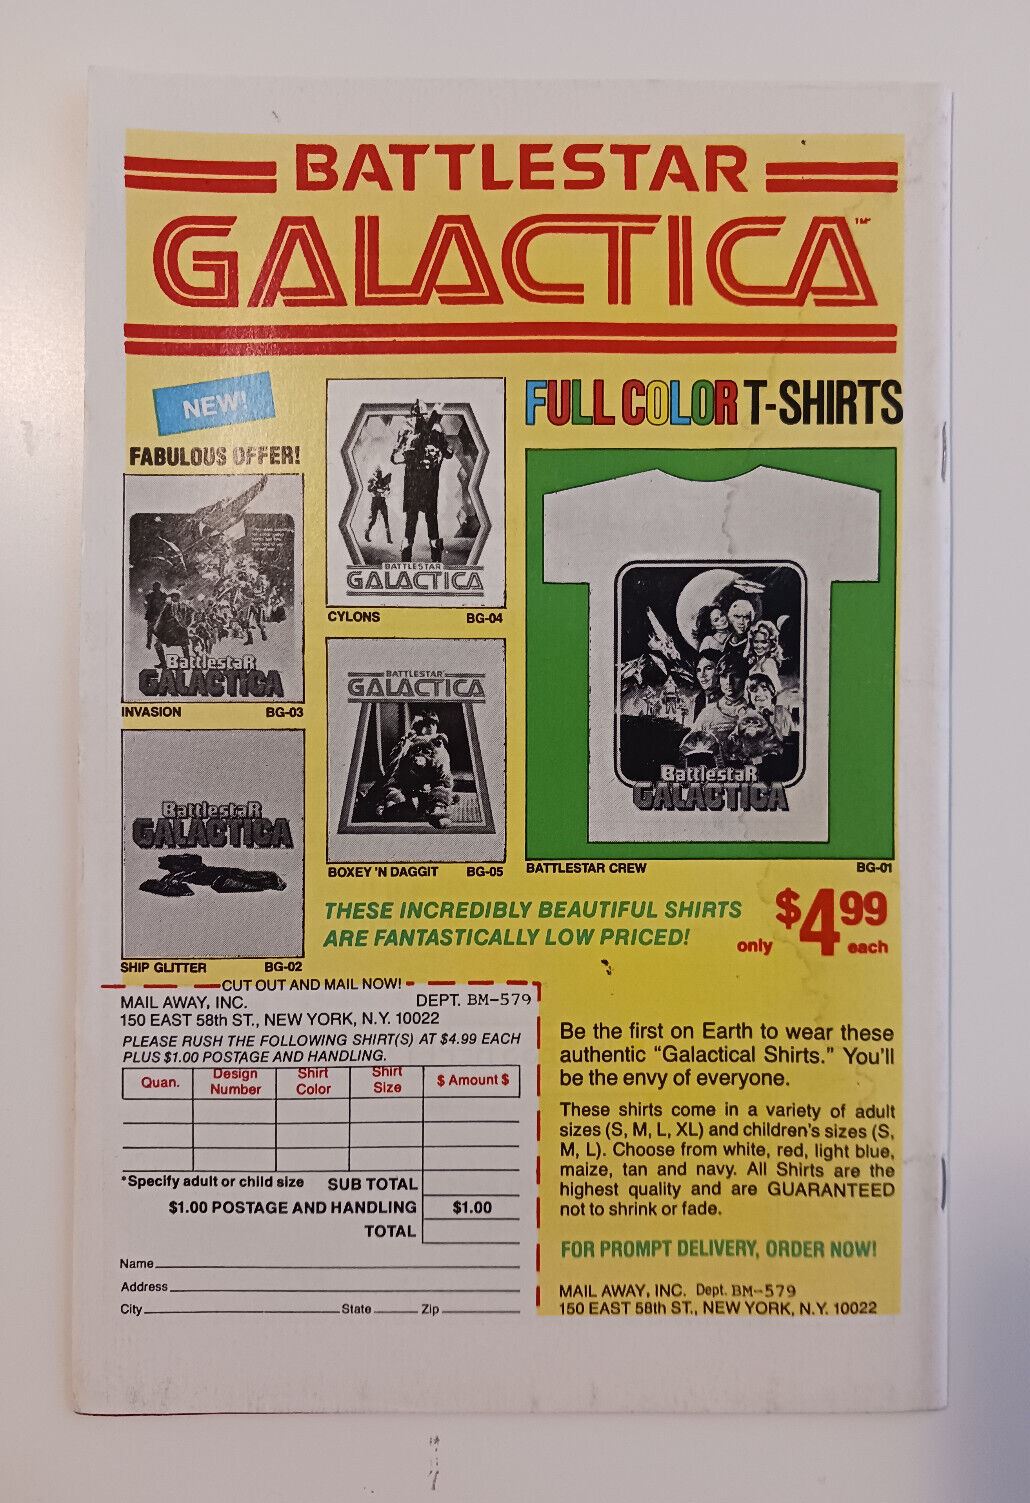 BATTLESTAR
GALACTICA™
NEW!
FABULOUS OFFER!
FULL COLOR T-SHIRTS
Battlestar
GALACTICA
INVASION BG-03
BATTLESTAR
GALACTICA
CYLONS BG-04
BATTLESTAR
GALACTICA
BOXEY 'N DAGGIT BG-05
Battlestar
GALACTICA
SHIP GLITTER BG-02
Battlestar
GALACTICA
BATTLESTAR CREW BG-01
THESE INCREDIBLY BEAUTIFUL SHIRTS
ARE FANTASTICALLY LOW PRICED!
only $4.99 each
CUT OUT AND MAIL NOW!
MAIL AWAY, INC. DEPT. BM-579
150 EAST 58th ST., NEW YORK, N.Y. 10022
PLEASE RUSH THE FOLLOWING SHIRT(S) AT $4.99 EACH
PLUS $1.00 POSTAGE AND HANDLING.
Quan. Design Number Shirt Color Shirt Size $ Amount $
*Specify adult or child size SUB TOTAL
$1.00 POSTAGE AND HANDLING $1.00
TOTAL
Name
Address
City State Zip
Be the first on Earth to wear these
authentic "Galactical Shirts." You'll
be the envy of everyone.
These shirts come in a variety of adult
sizes (S, M, L, XL) and children's sizes (S,
M, L). Choose from white, red, light blue,
maize, tan and navy. All Shirts are the
highest quality and are GUARANTEED
not to shrink or fade.
FOR PROMPT DELIVERY, ORDER NOW!
MAIL AWAY, INC. Dept. BM-579
150 EAST 58th ST., NEW YORK, N.Y. 10022